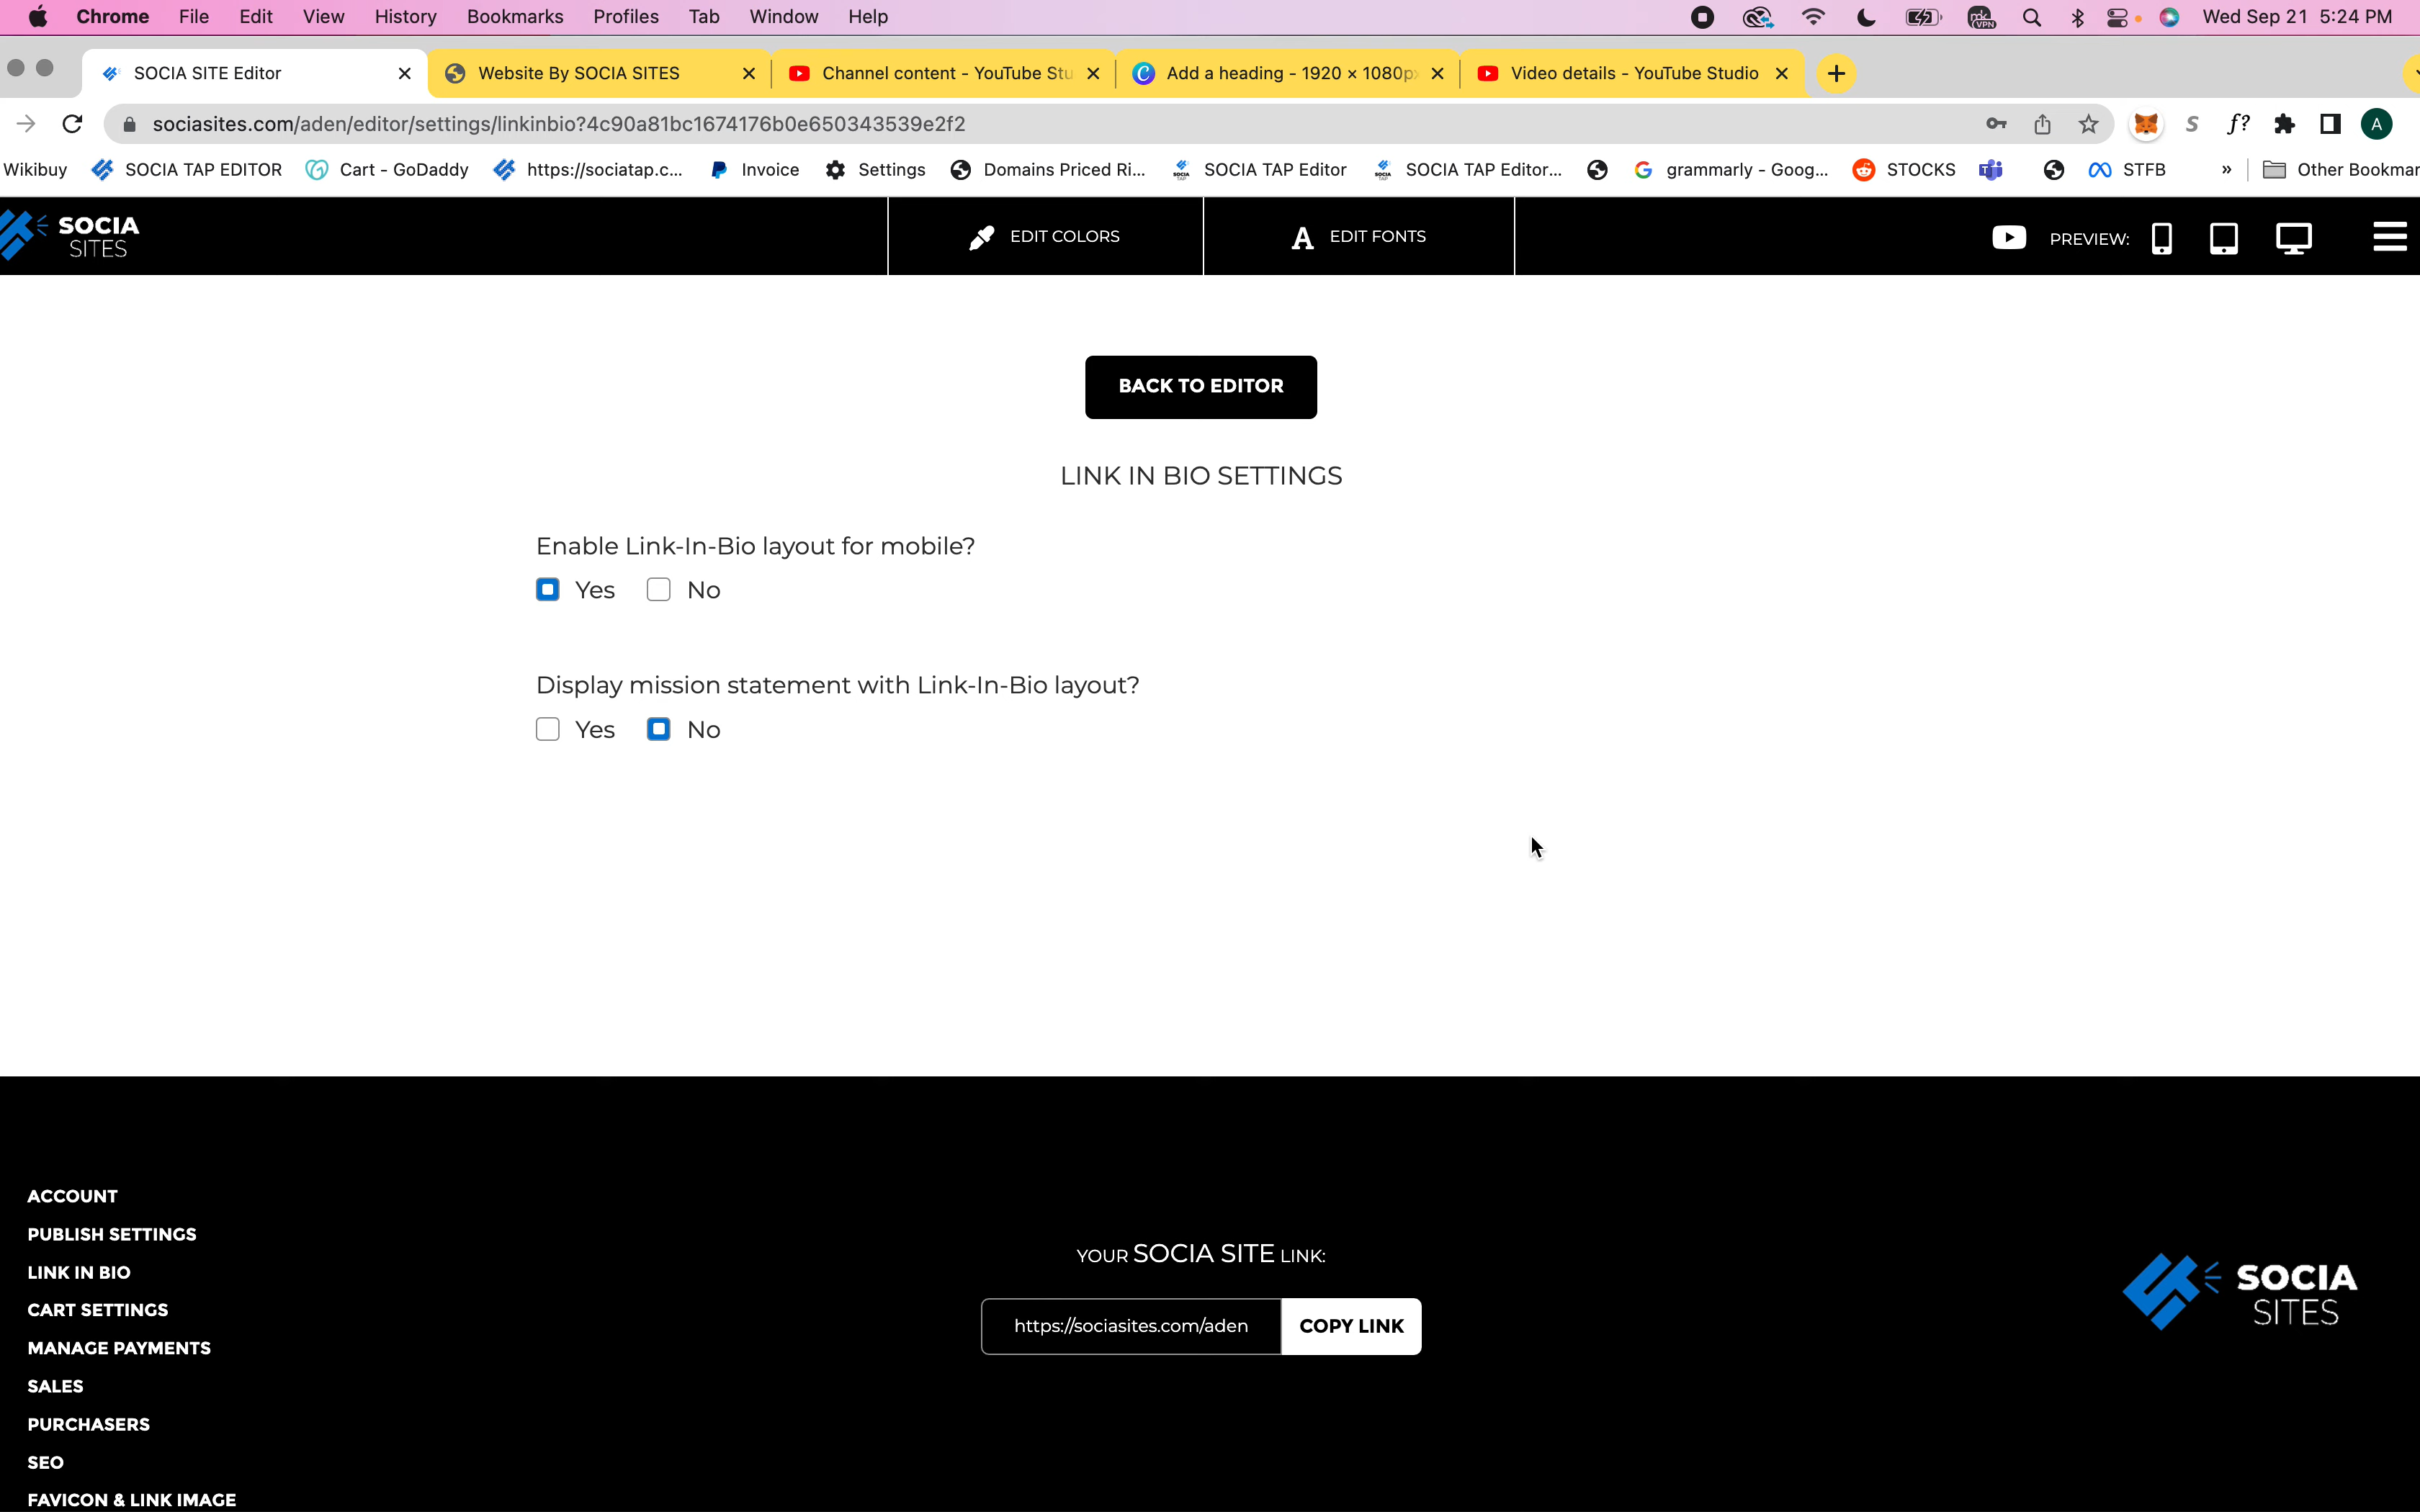 Chrome File Edit View History Bookmarks Profiles Tab Window Help Wed Sep 21 5:24 PM
SOCIA SITE Editor Website By SOCIA SITES Channel content - YouTube Stu Add a heading - 1920 × 1080p Video details - YouTube Studio
sociasites.com/aden/editor/settings/linkinbio?4c90a81bc1674176b0e650343539e2f2 S f? A
Wikibuy SOCIA TAP EDITOR Cart - GoDaddy https://sociatap.c... Invoice Settings Domains Priced Ri... SOCIA TAP Editor SOCIA TAP Editor... grammarly - Goog... STOCKS STFB » Other Bookmar
SOCIA
SITES
EDIT COLORS EDIT FONTS PREVIEW:
BACK TO EDITOR
LINK IN BIO SETTINGS
Enable Link-In-Bio layout for mobile?
Yes No
Display mission statement with Link-In-Bio layout?
Yes No
ACCOUNT
PUBLISH SETTINGS
LINK IN BIO
CART SETTINGS
MANAGE PAYMENTS
SALES
PURCHASERS
SEO
FAVICON & LINK IMAGE
YOUR SOCIA SITE LINK:
https://sociasites.com/aden COPY LINK
SOCIA
SITES